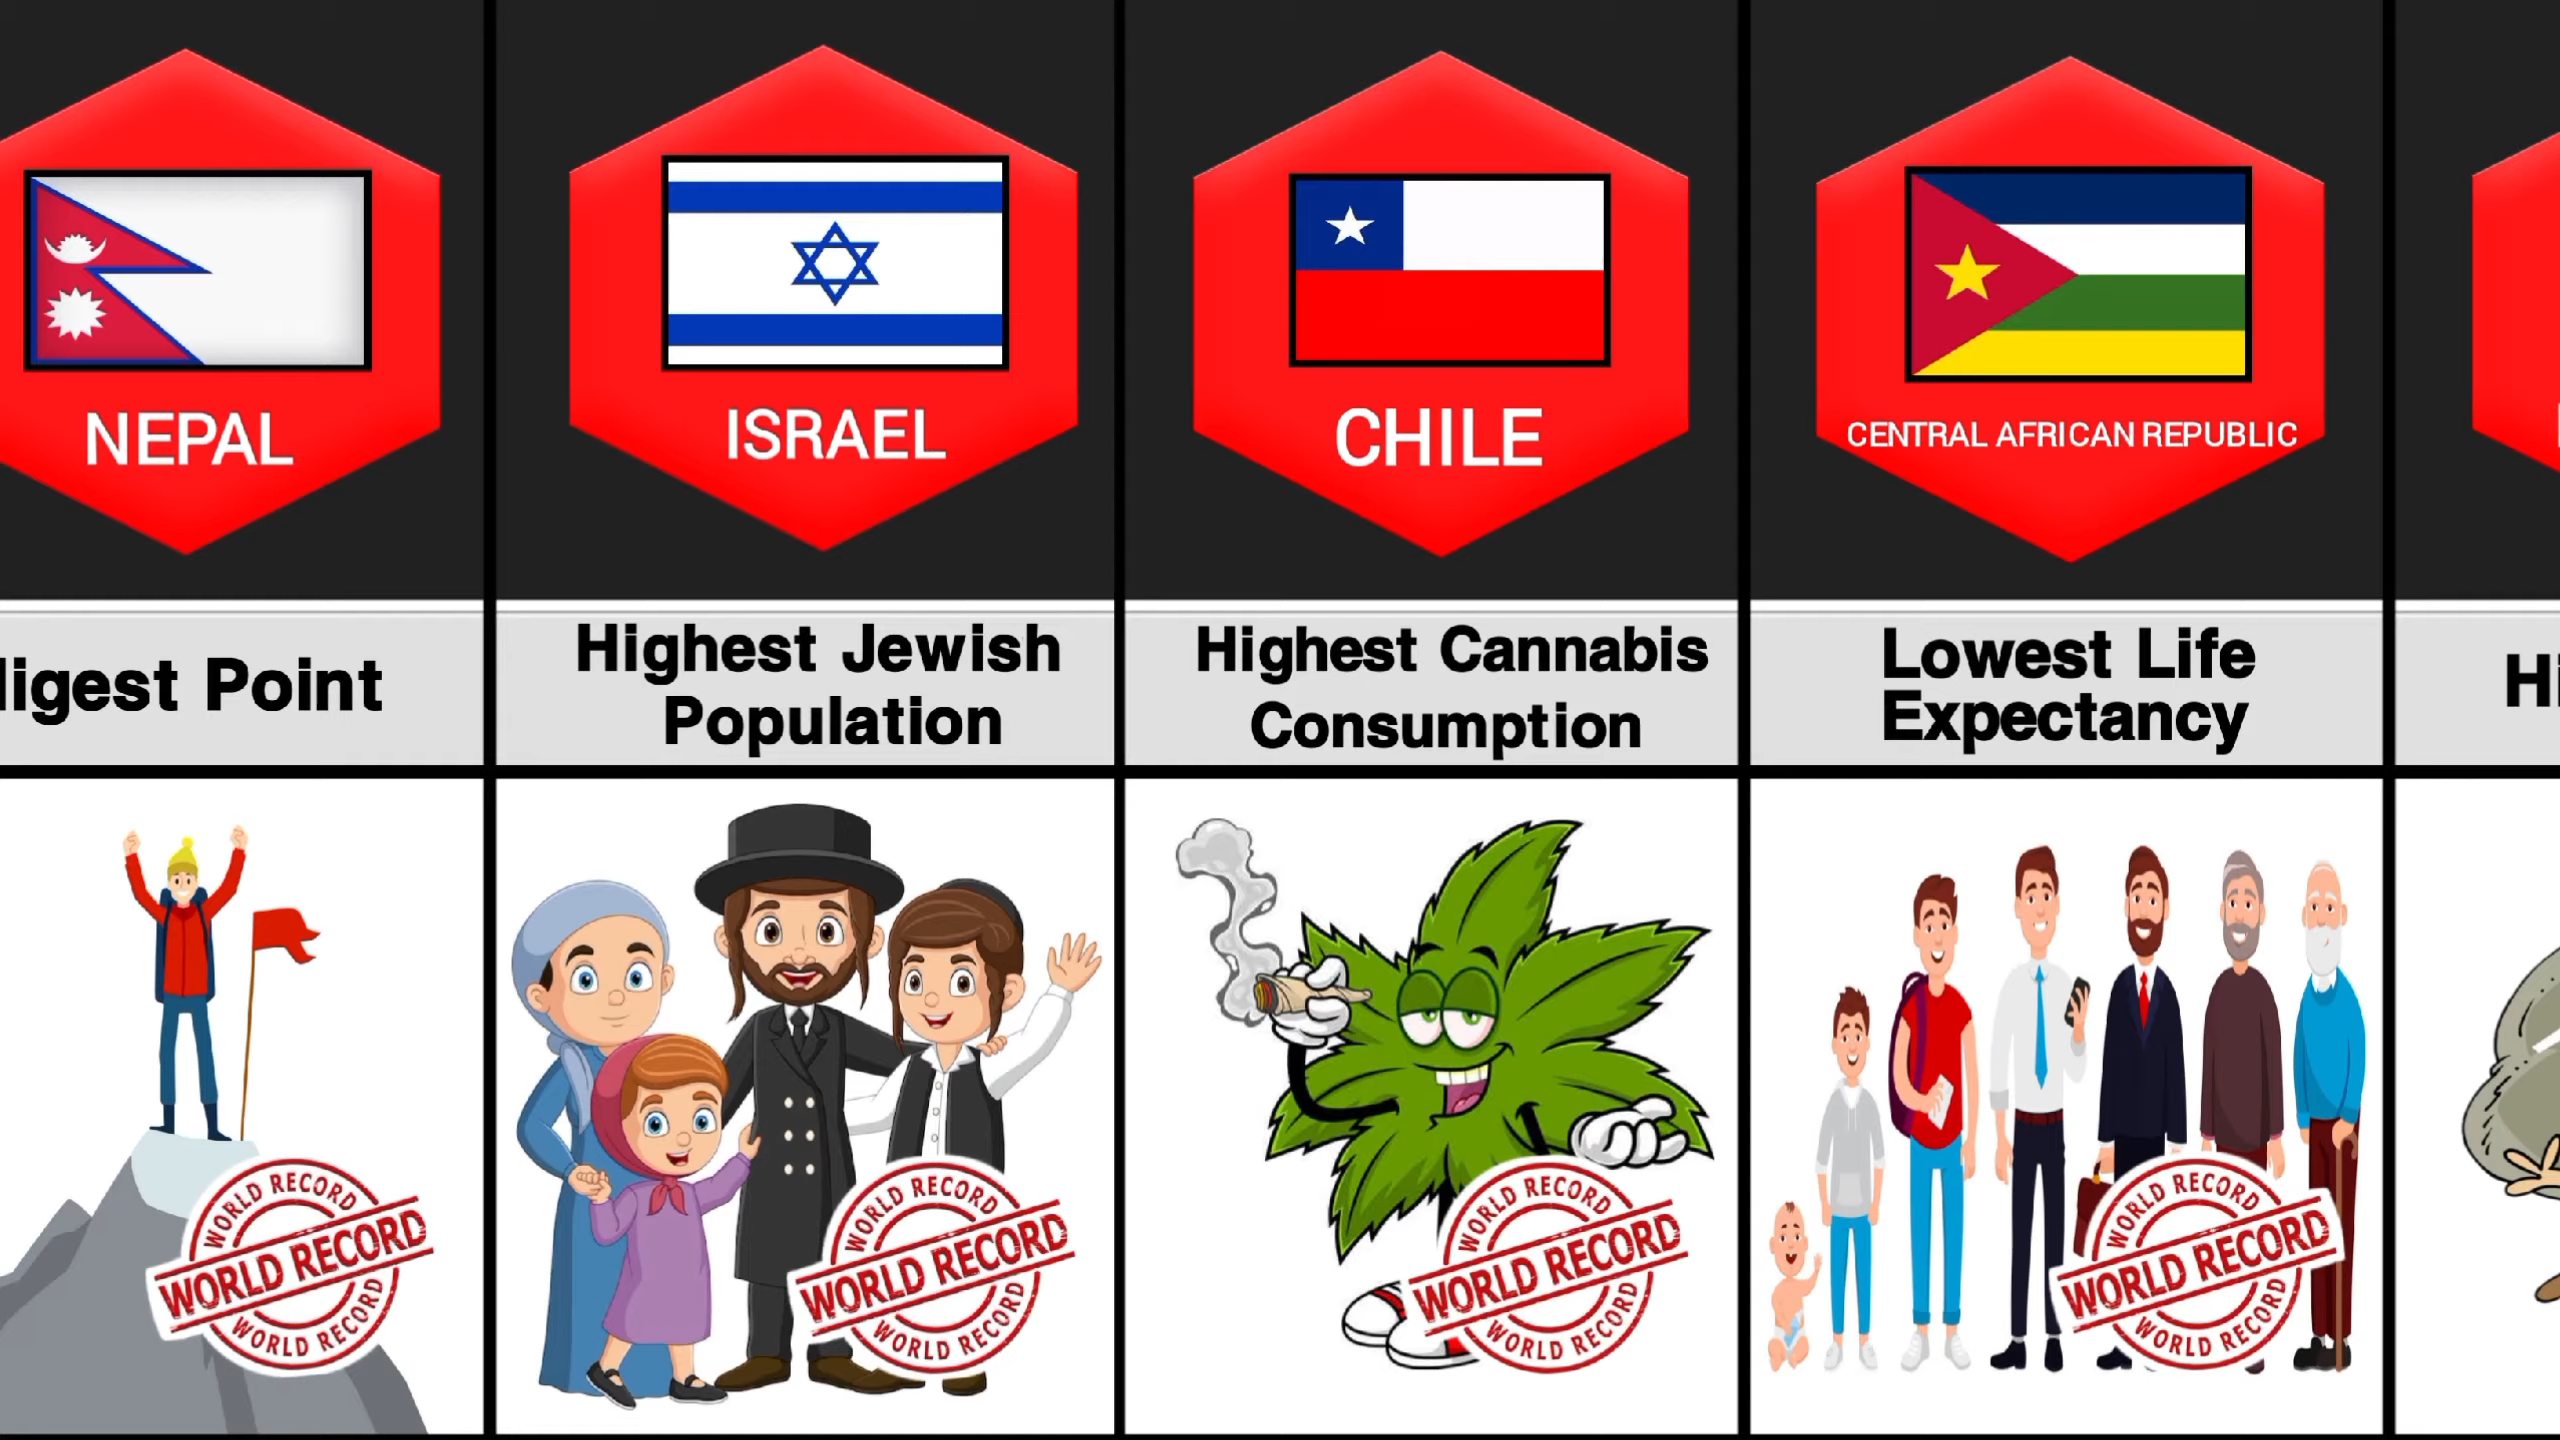 NEPAL
ISRAEL
CHILE
CENTRAL AFRICAN REPUBLIC
igest Point
Highest Jewish
Population
Highest Cannabis
Consumption
Lowest Life
Expectancy
Hi
WORLD RECORD
WORLD RECORD
WORLD RECORD
WORLD RECORD
WORLD RECORD
WORLD RECORD
WORLD RECORD
WORLD RECORD
WORLD RECORD
WORLD RECORD
WORLD RECORD
WORLD RECORD